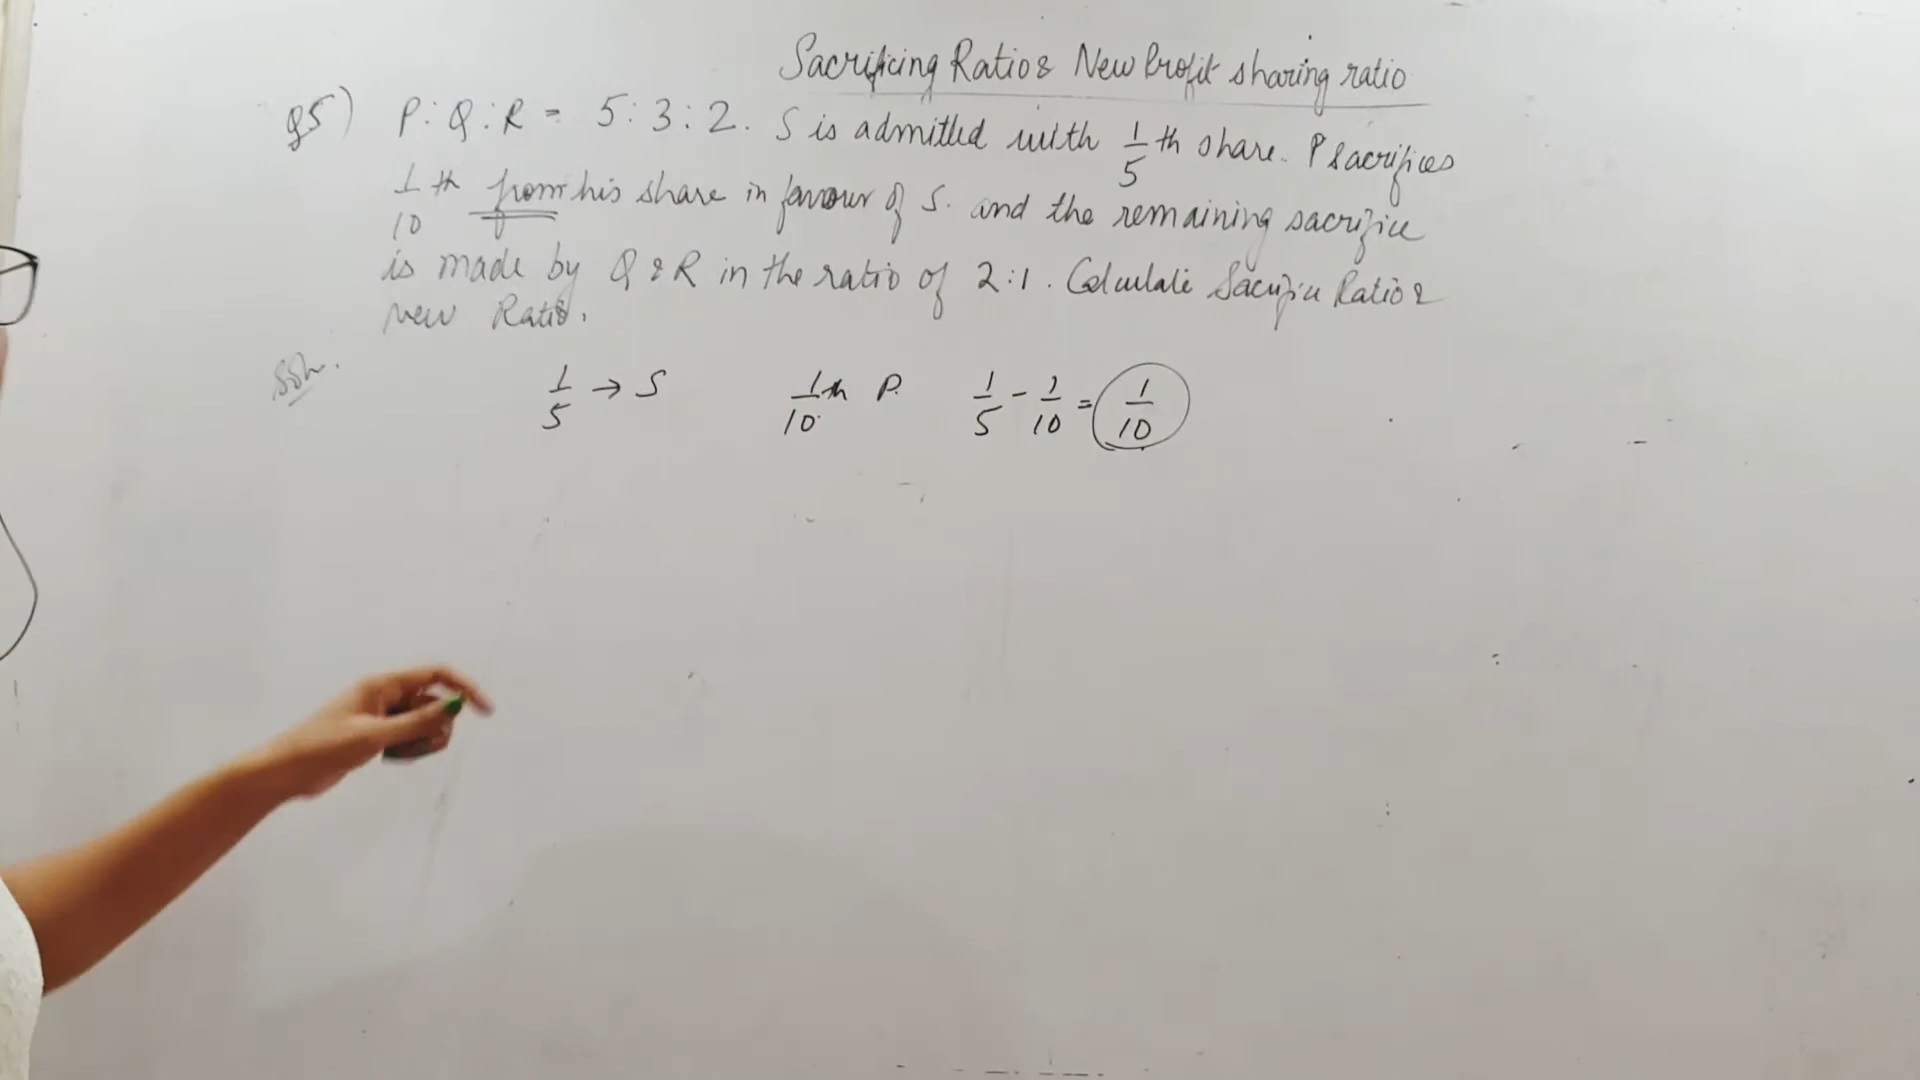 Sacrificing Ratio & New Profit sharing ratio
Q5) P : Q : R = 5 : 3 : 2. S is admitted with 1/5 th share. P sacrifices
1/10 th from his share in favour of S. and the remaining sacrifice
is made by Q & R in the ratio of 2:1. Calculate Sacrifice Ratio &
new Ratio.
Soln.
1/5 → S 1/10 th P. 1/5 - 1/10 = 1/10